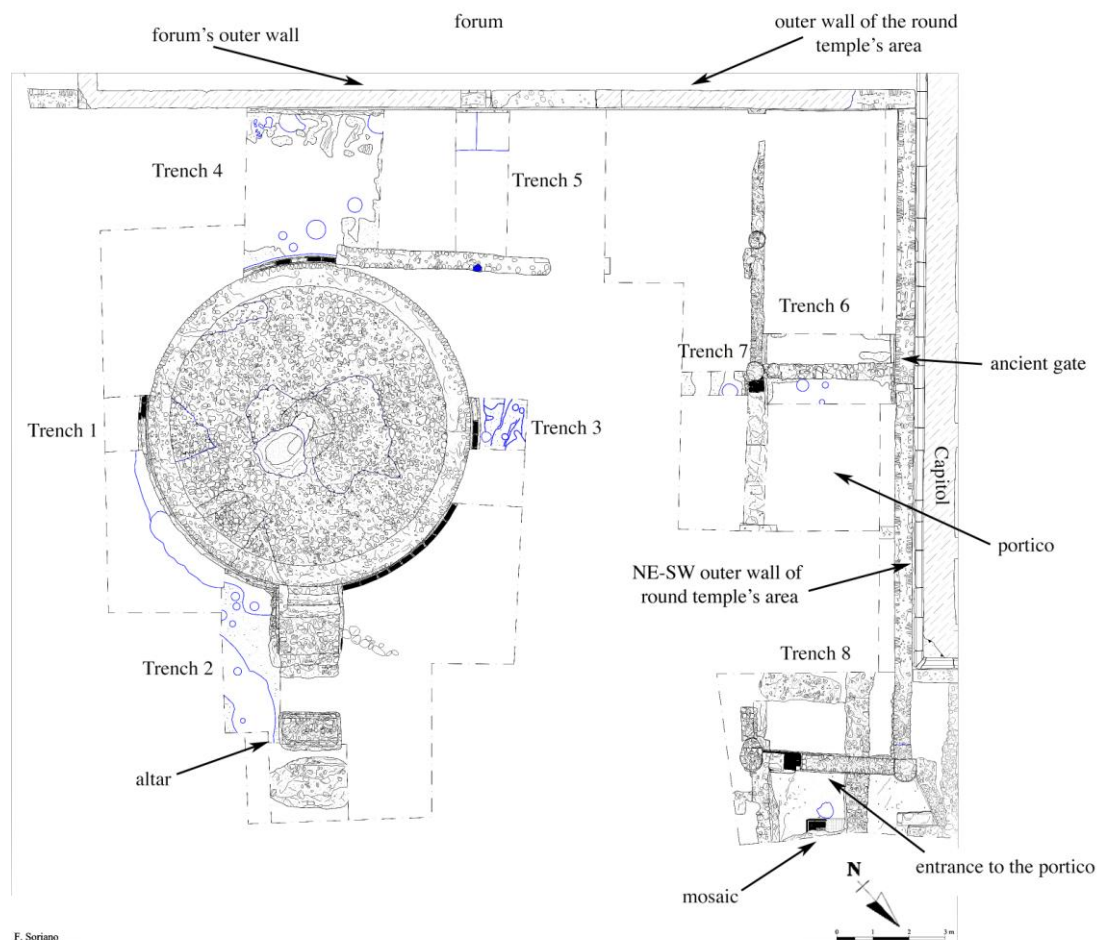 forum
forum's outer wall
outer wall of the round
temple's area
Trench 4
Trench 5
Trench 6
Trench 7
ancient gate
Trench 1
Trench 3
Capitol
portico
NE-SW outer wall of
round temple's area
Trench 2
Trench 8
altar
entrance to the portico
mosaic
N
0 1 2 3 m
F. Soriano